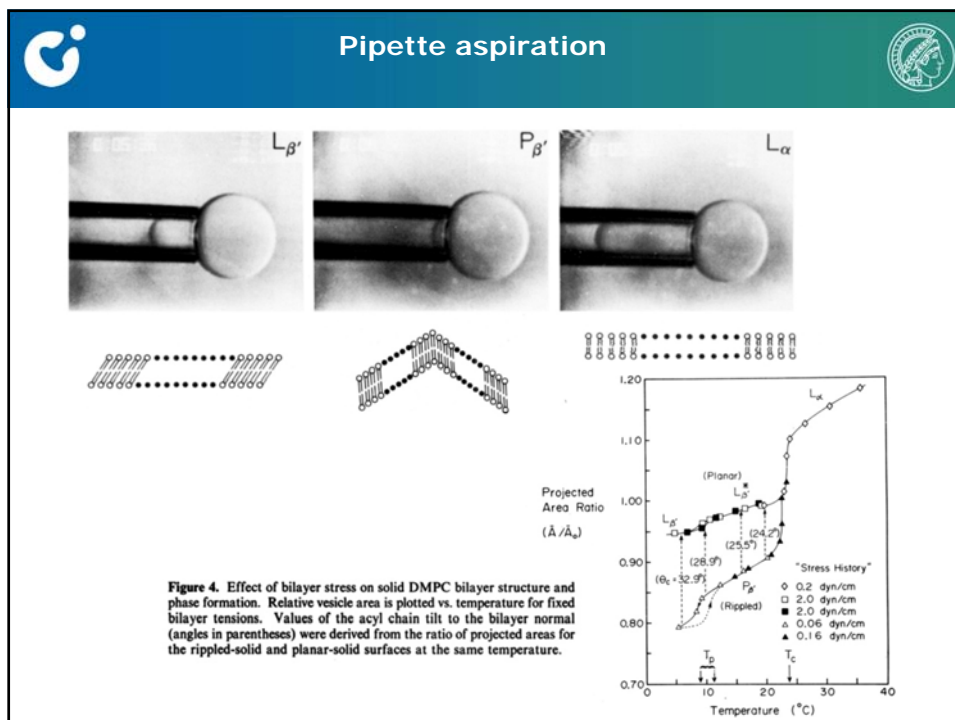 Pipette aspiration
Lβ′
Pβ′
Lα
1.20
1.10
1.00
0.90
0.80
0.70
Projected
Area Ratio
(Ã/Ão)
Lα
(Planar)
L*β′
Lβ′
(24.2°)
(25.5°)
(28.9°)
(θc=32.9°)
Pβ′
(Rippled)
"Stress History"
◇ 0.2 dyn/cm
□ 2.0 dyn/cm
■ 2.0 dyn/cm
△ 0.06 dyn/cm
▲ 0.16 dyn/cm
Tp
Tc
0 10 20 30 40
Temperature (°C)
Figure 4. Effect of bilayer stress on solid DMPC bilayer structure and
phase formation. Relative vesicle area is plotted vs. temperature for fixed
bilayer tensions. Values of the acyl chain tilt to the bilayer normal
(angles in parentheses) were derived from the ratio of projected areas for
the rippled-solid and planar-solid surfaces at the same temperature.